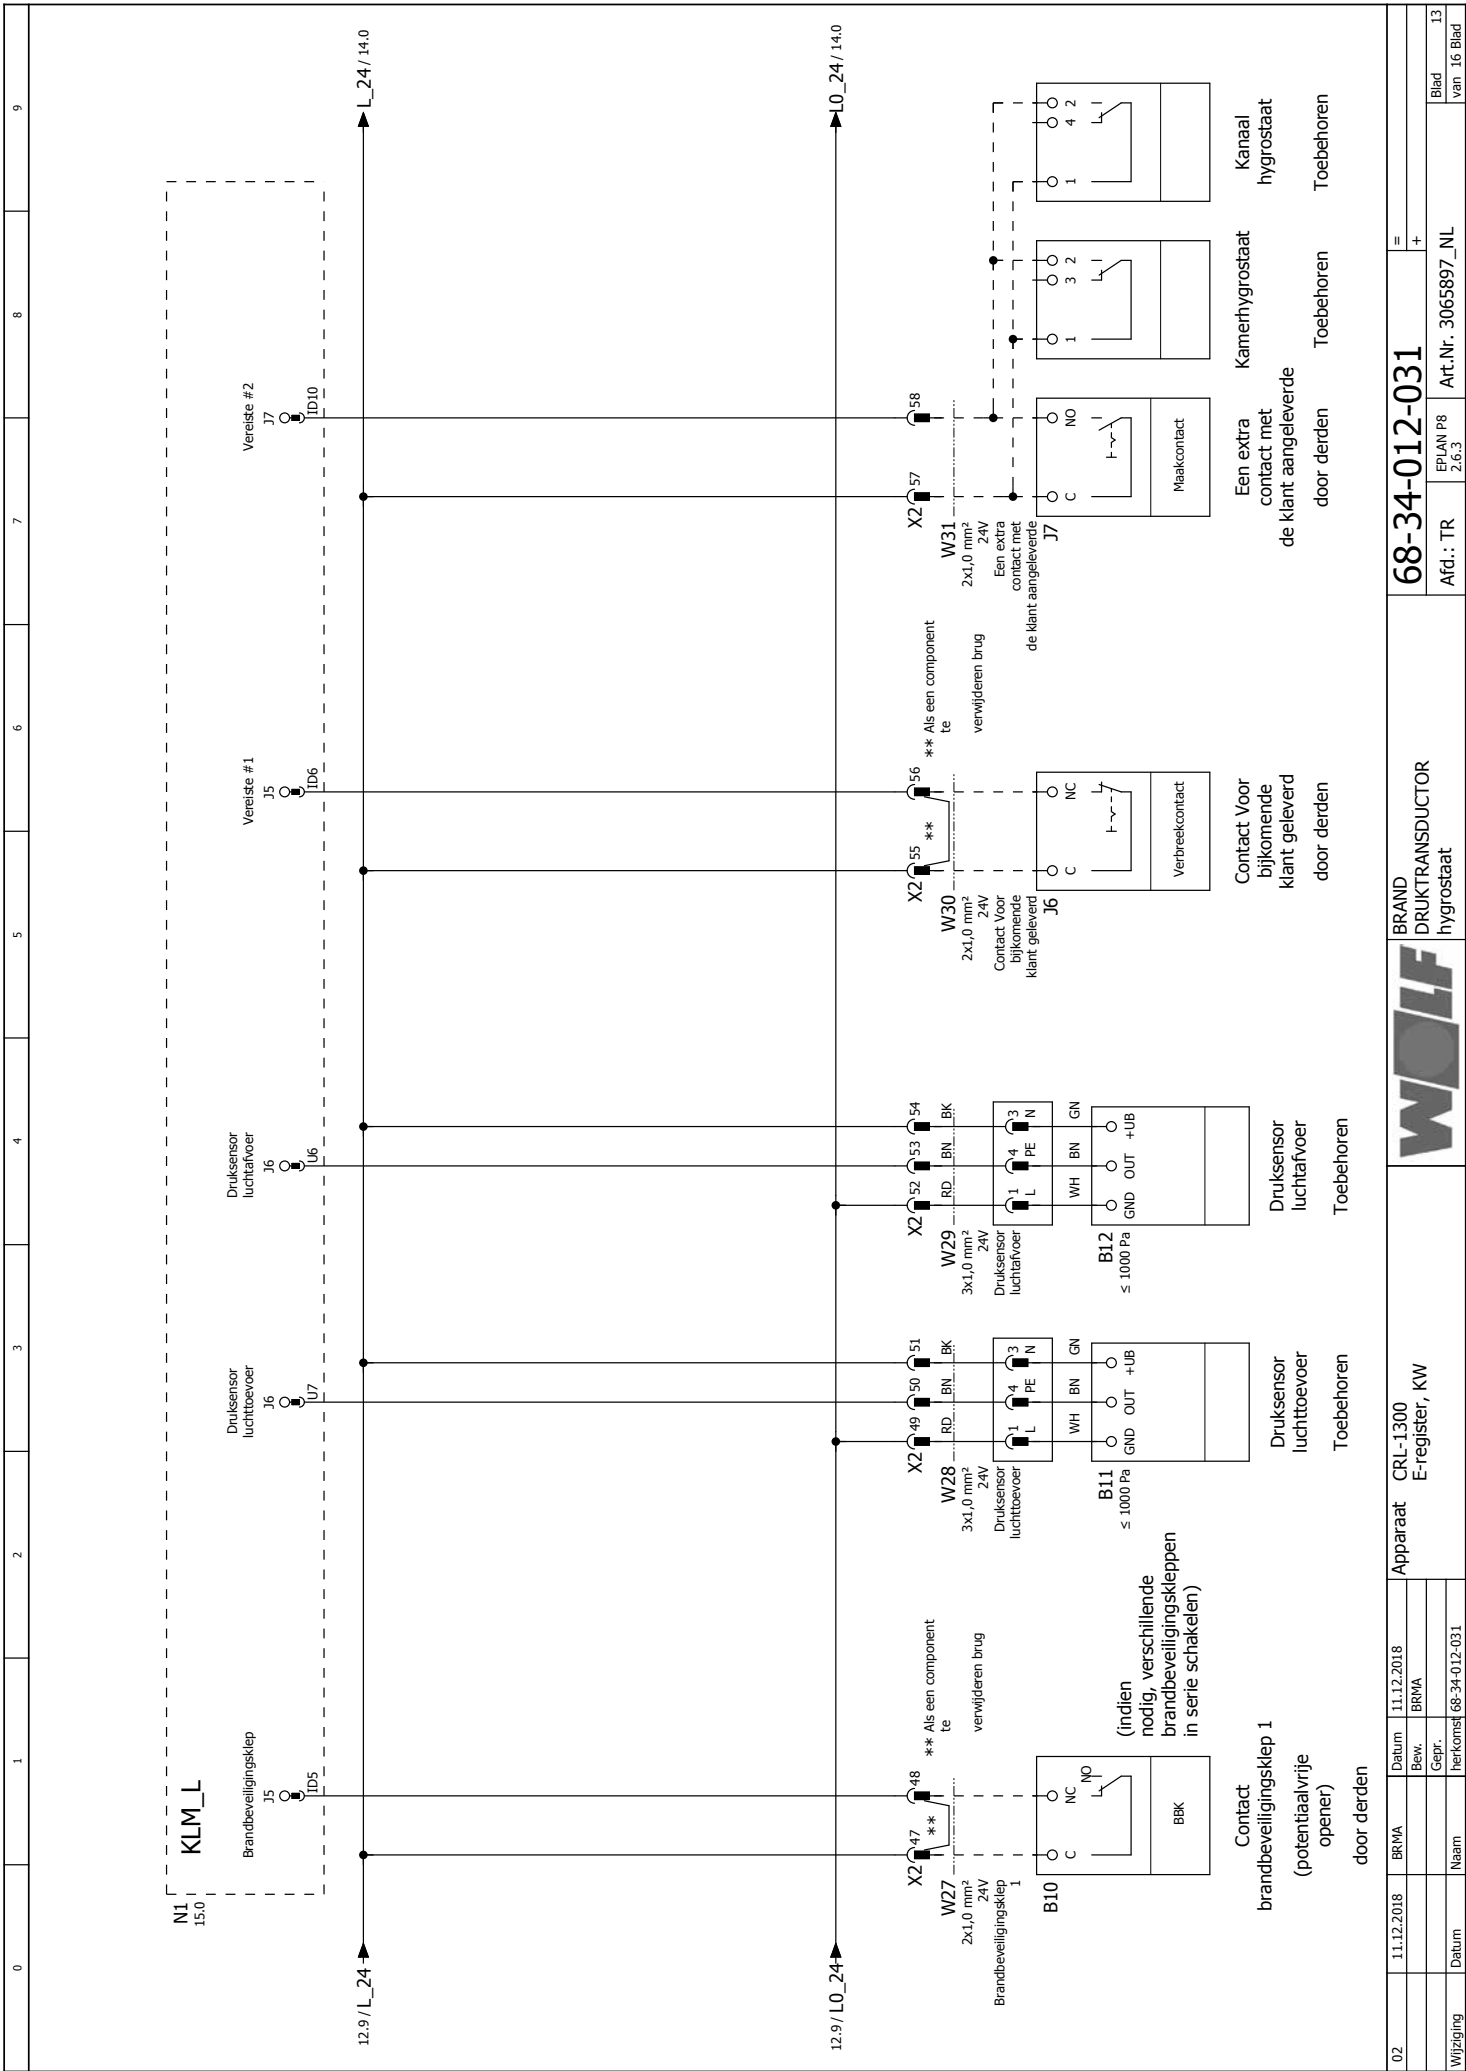 0 1 2 3 4 5 6 7 8 9
N1
15.0
KLM_L
Brandbeveiligingsklep
J5
ID5
Druksensor
luchttoevoer
J6
U7
Druksensor
luchtafvoer
J6
U6
Vereiste #1
J5
ID6
Vereiste #2
J7
ID10
12.9 / L_24
L_24 / 14.0
12.9 / L0_24
L0_24 / 14.0
X2 47 48
**
** Als een component
te
verwijderen brug
W27
2x1,0 mm²
24V
Brandbeveiligingsklep
1
B10
C NC NO
BBK
(indien
nodig, verschillende
brandbeveiligingskleppen
in serie schakelen)
Contact
brandbeveiligingsklep 1
(potentiaalvrije
opener)
door derden
X2 49 50 51
RD BN BK
W28
3x1,0 mm²
24V
Druksensor
luchttoevoer
1 4 3
L PE N
WH BN GN
B11
≤ 1000 Pa
GND OUT +UB
Druksensor
luchttoevoer
Toebehoren
X2 52 53 54
RD BN BK
W29
3x1,0 mm²
24V
Druksensor
luchtafvoer
1 4 3
L PE N
WH BN GN
B12
≤ 1000 Pa
GND OUT +UB
Druksensor
luchtafvoer
Toebehoren
X2 55 56
**
** Als een component
te
verwijderen brug
W30
2x1,0 mm²
24V
Contact Voor
bijkomende
klant geleverd
J6
C NC
Verbreekcontact
Contact Voor
bijkomende
klant geleverd
door derden
X2 57 58
W31
2x1,0 mm²
24V
Een extra
contact met
de klant aangeleverde
J7
C NO
Maakcontact
Een extra
contact met
de klant aangeleverde
door derden
1 3 2
Kamerhygrostaat
Toebehoren
1 4 2
Kanaal
hygrostaat
Toebehoren
02 11.12.2018 BRMA
Wijziging Datum Naam
Datum 11.12.2018
Bew. BRMA
Gepr.
herkomst 68-34-012-031
Apparaat CRL-1300
E-register, KW
WOLF
BRAND
DRUKTRANSDUCTOR
hygrostaat
68-34-012-031
=
+
Afd.: TR
EPLAN P8
2.6.3
Art.Nr. 3065897_NL
Blad 13
van 16 Blad